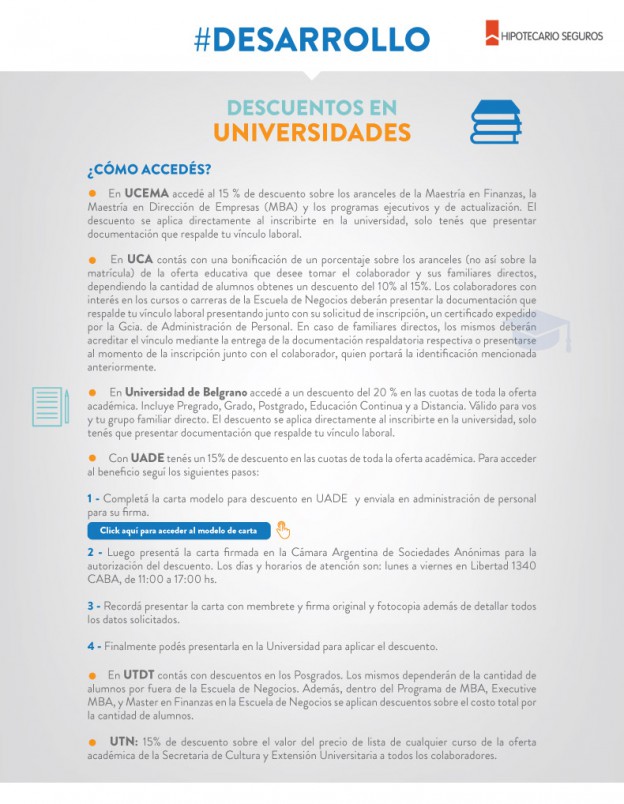 #DESARROLLO
HIPOTECARIO SEGUROS
DESCUENTOS EN
UNIVERSIDADES
¿CÓMO ACCEDÉS?
En UCEMA accedé al 15 % de descuento sobre los aranceles de la Maestría en Finanzas, la
Maestría en Dirección de Empresas (MBA) y los programas ejecutivos y de actualización. El
descuento se aplica directamente al inscribirte en la universidad, solo tenés que presentar
documentación que respalde tu vínculo laboral.
En UCA contás con una bonificación de un porcentaje sobre los aranceles (no así sobre la
matrícula) de la oferta educativa que desee tomar el colaborador y sus familiares directos,
dependiendo la cantidad de alumnos obtenes un descuento del 10% al 15%. Los colaboradores con
interés en los cursos o carreras de la Escuela de Negocios deberán presentar la documentación que
respalde tu vínculo laboral presentando junto con su solicitud de inscripción, un certificado expedido
por la Gcia. de Administración de Personal. En caso de familiares directos, los mismos deberán
acreditar el vínculo mediante la entrega de la documentación respaldatoria respectiva o presentarse
al momento de la inscripción junto con el colaborador, quien portará la identificación mencionada
anteriormente.
En Universidad de Belgrano accedé a un descuento del 20 % en las cuotas de toda la oferta
académica. Incluye Pregrado, Grado, Postgrado, Educación Continua y a Distancia. Válido para vos
y tu grupo familiar directo. El descuento se aplica directamente al inscribirte en la universidad, solo
tenés que presentar documentación que respalde tu vínculo laboral.
Con UADE tenés un 15% de descuento en las cuotas de toda la oferta académica. Para acceder
al beneficio seguí los siguientes pasos:
1 - Completá la carta modelo para descuento en UADE y enviala en administración de personal
para su firma.
Click aquí para acceder al modelo de carta
2 - Luego presentá la carta firmada en la Cámara Argentina de Sociedades Anónimas para la
autorización del descuento. Los días y horarios de atención son: lunes a viernes en Libertad 1340
CABA, de 11:00 a 17:00 hs.
3 - Recordá presentar la carta con membrete y firma original y fotocopia además de detallar todos
los datos solicitados.
4 - Finalmente podés presentarla en la Universidad para aplicar el descuento.
En UTDT contás con descuentos en los Posgrados. Los mismos dependerán de la cantidad de
alumnos por fuera de la Escuela de Negocios. Además, dentro del Programa de MBA, Executive
MBA, y Master en Finanzas en la Escuela de Negocios se aplican descuentos sobre el costo total por
la cantidad de alumnos.
UTN: 15% de descuento sobre el valor del precio de lista de cualquier curso de la oferta
académica de la Secretaria de Cultura y Extensión Universitaria a todos los colaboradores.